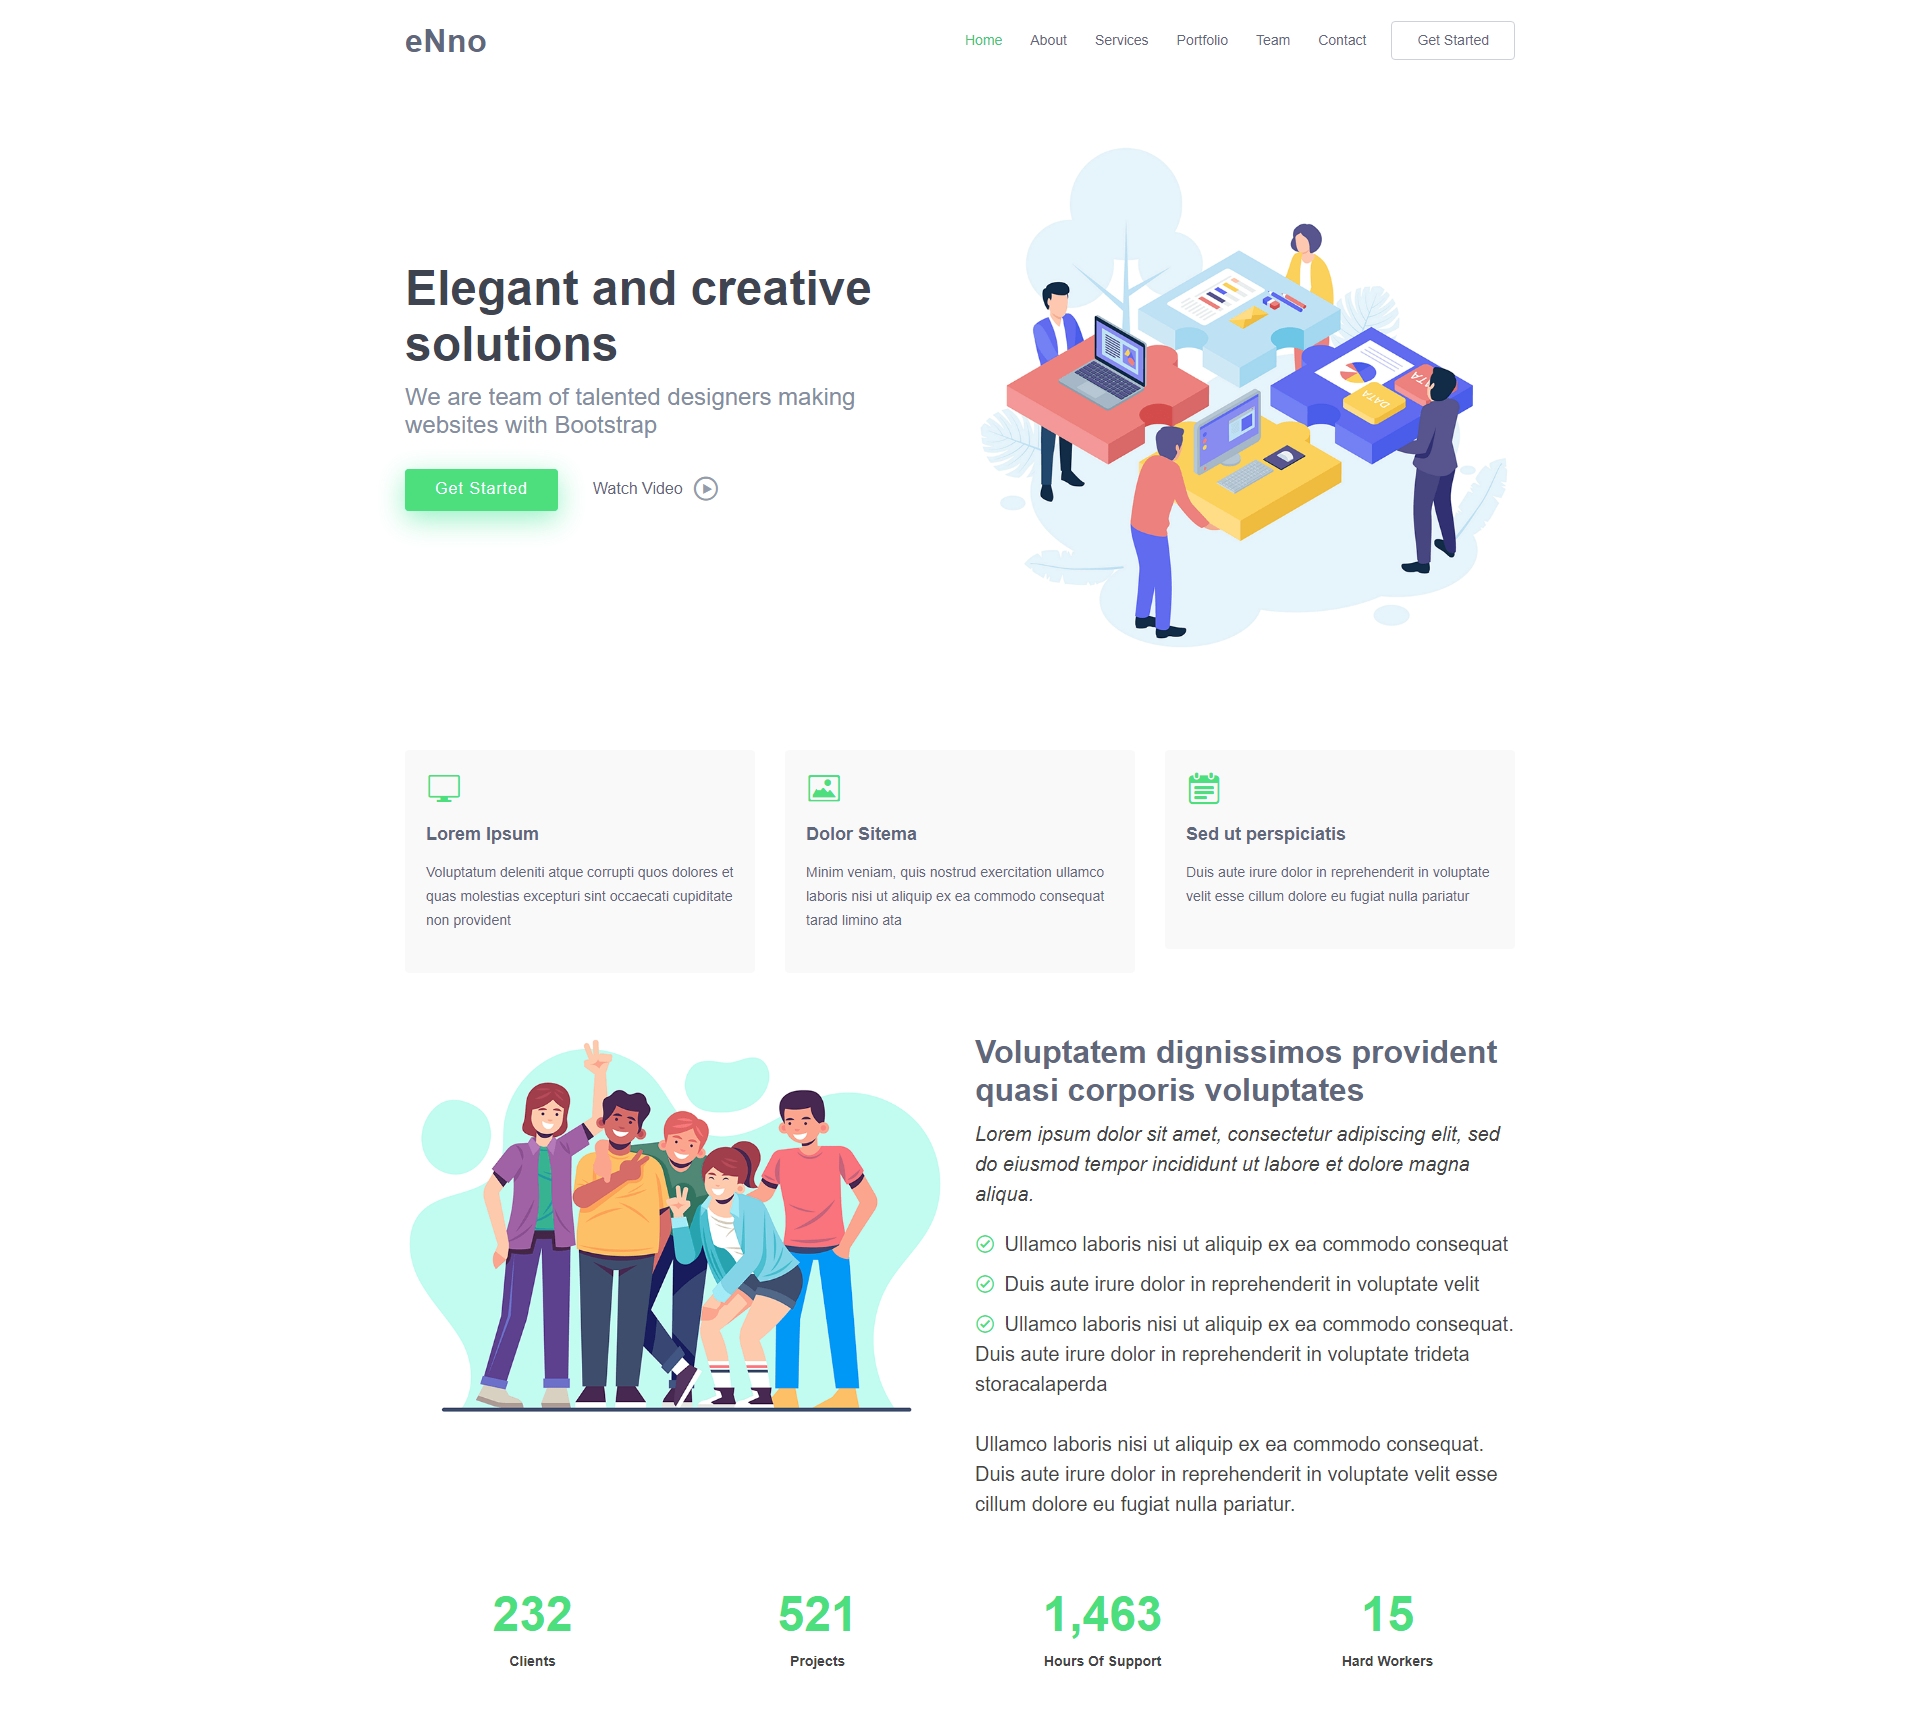 eNno
Home About Services Portfolio Team Contact Get Started
Elegant and creative
solutions
We are team of talented designers making
websites with Bootstrap
Get Started Watch Video
DATA
DATA
Lorem Ipsum
Voluptatum deleniti atque corrupti quos dolores et
quas molestias excepturi sint occaecati cupiditate
non provident
Dolor Sitema
Minim veniam, quis nostrud exercitation ullamco
laboris nisi ut aliquip ex ea commodo consequat
tarad limino ata
Sed ut perspiciatis
Duis aute irure dolor in reprehenderit in voluptate
velit esse cillum dolore eu fugiat nulla pariatur
Voluptatem dignissimos provident
quasi corporis voluptates
Lorem ipsum dolor sit amet, consectetur adipiscing elit, sed
do eiusmod tempor incididunt ut labore et dolore magna
aliqua.
Ullamco laboris nisi ut aliquip ex ea commodo consequat
Duis aute irure dolor in reprehenderit in voluptate velit
Ullamco laboris nisi ut aliquip ex ea commodo consequat.
Duis aute irure dolor in reprehenderit in voluptate trideta
storacalaperda
Ullamco laboris nisi ut aliquip ex ea commodo consequat.
Duis aute irure dolor in reprehenderit in voluptate velit esse
cillum dolore eu fugiat nulla pariatur.
232
Clients
521
Projects
1,463
Hours Of Support
15
Hard Workers